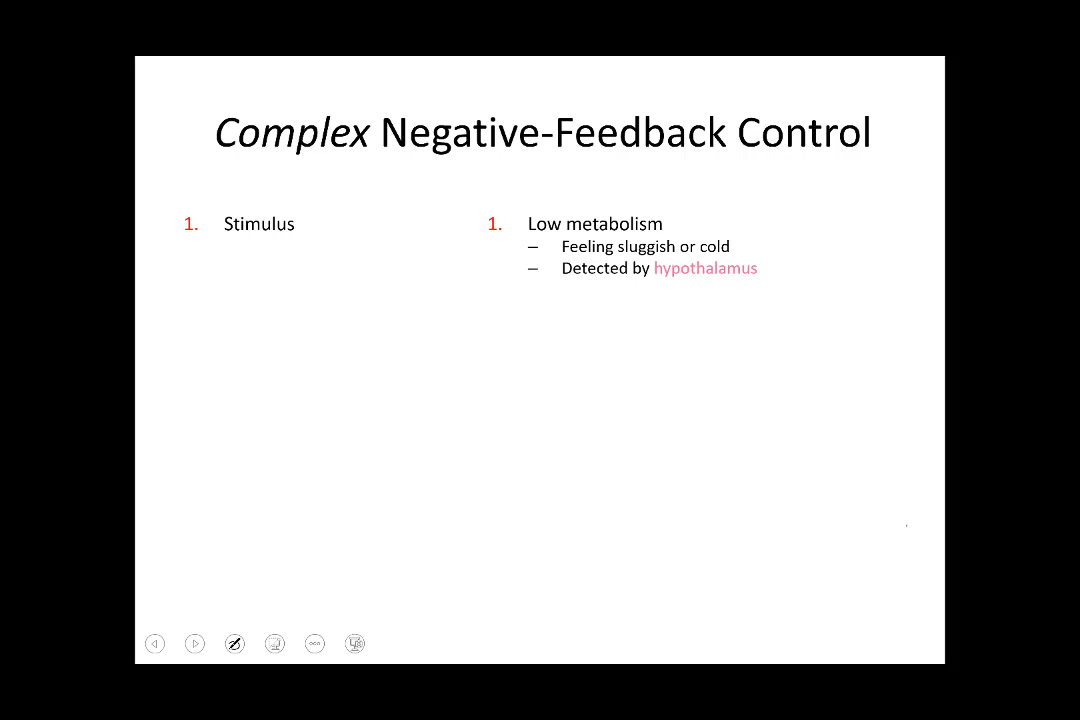 Complex Negative-Feedback Control
1. Stimulus
1. Low metabolism
– Feeling sluggish or cold
– Detected by hypothalamus